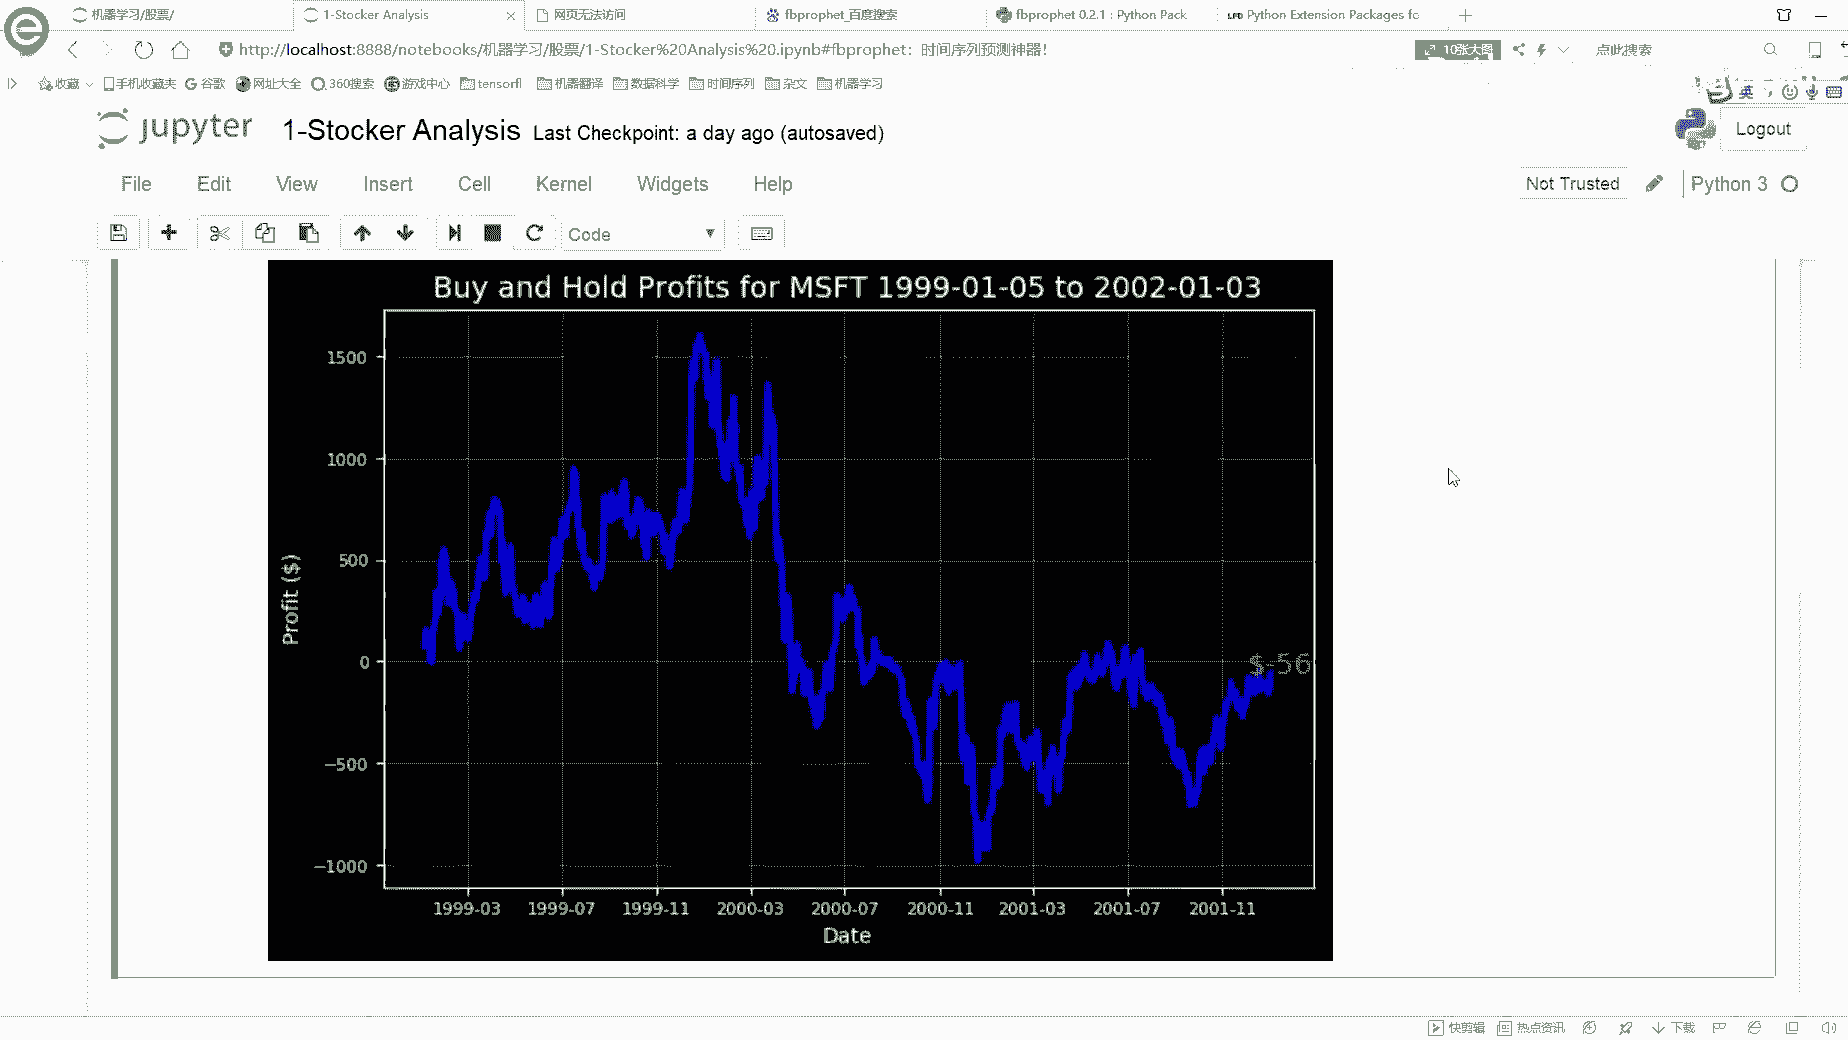 机器学习/股票/
1-Stocker Analysis
网页无法访问
fbprophet_百度搜索
fbprophet 0.2.1 : Python Pack
LFD Python Extension Packages fo
http://localhost:8888/notebooks/机器学习/股票/1-Stocker%20Analysis%20.ipynb#fbprophet：时间序列预测神器！
10张大图
点此搜索
收藏
手机收藏夹
谷歌
网址大全
360搜索
游戏中心
tensorfl
机器翻译
数据科学
时间序列
杂文
机器学习
英
jupyter
1-Stocker Analysis Last Checkpoint: a day ago (autosaved)
Logout
File Edit View Insert Cell Kernel Widgets Help
Not Trusted
Python 3
Code
Buy and Hold Profits for MSFT 1999-01-05 to 2002-01-03
1500
1000
500
0
−500
−1000
Profit ($)
$-56
1999-03 1999-07 1999-11 2000-03 2000-07 2000-11 2001-03 2001-07 2001-11
Date
快剪辑
热点资讯
下载